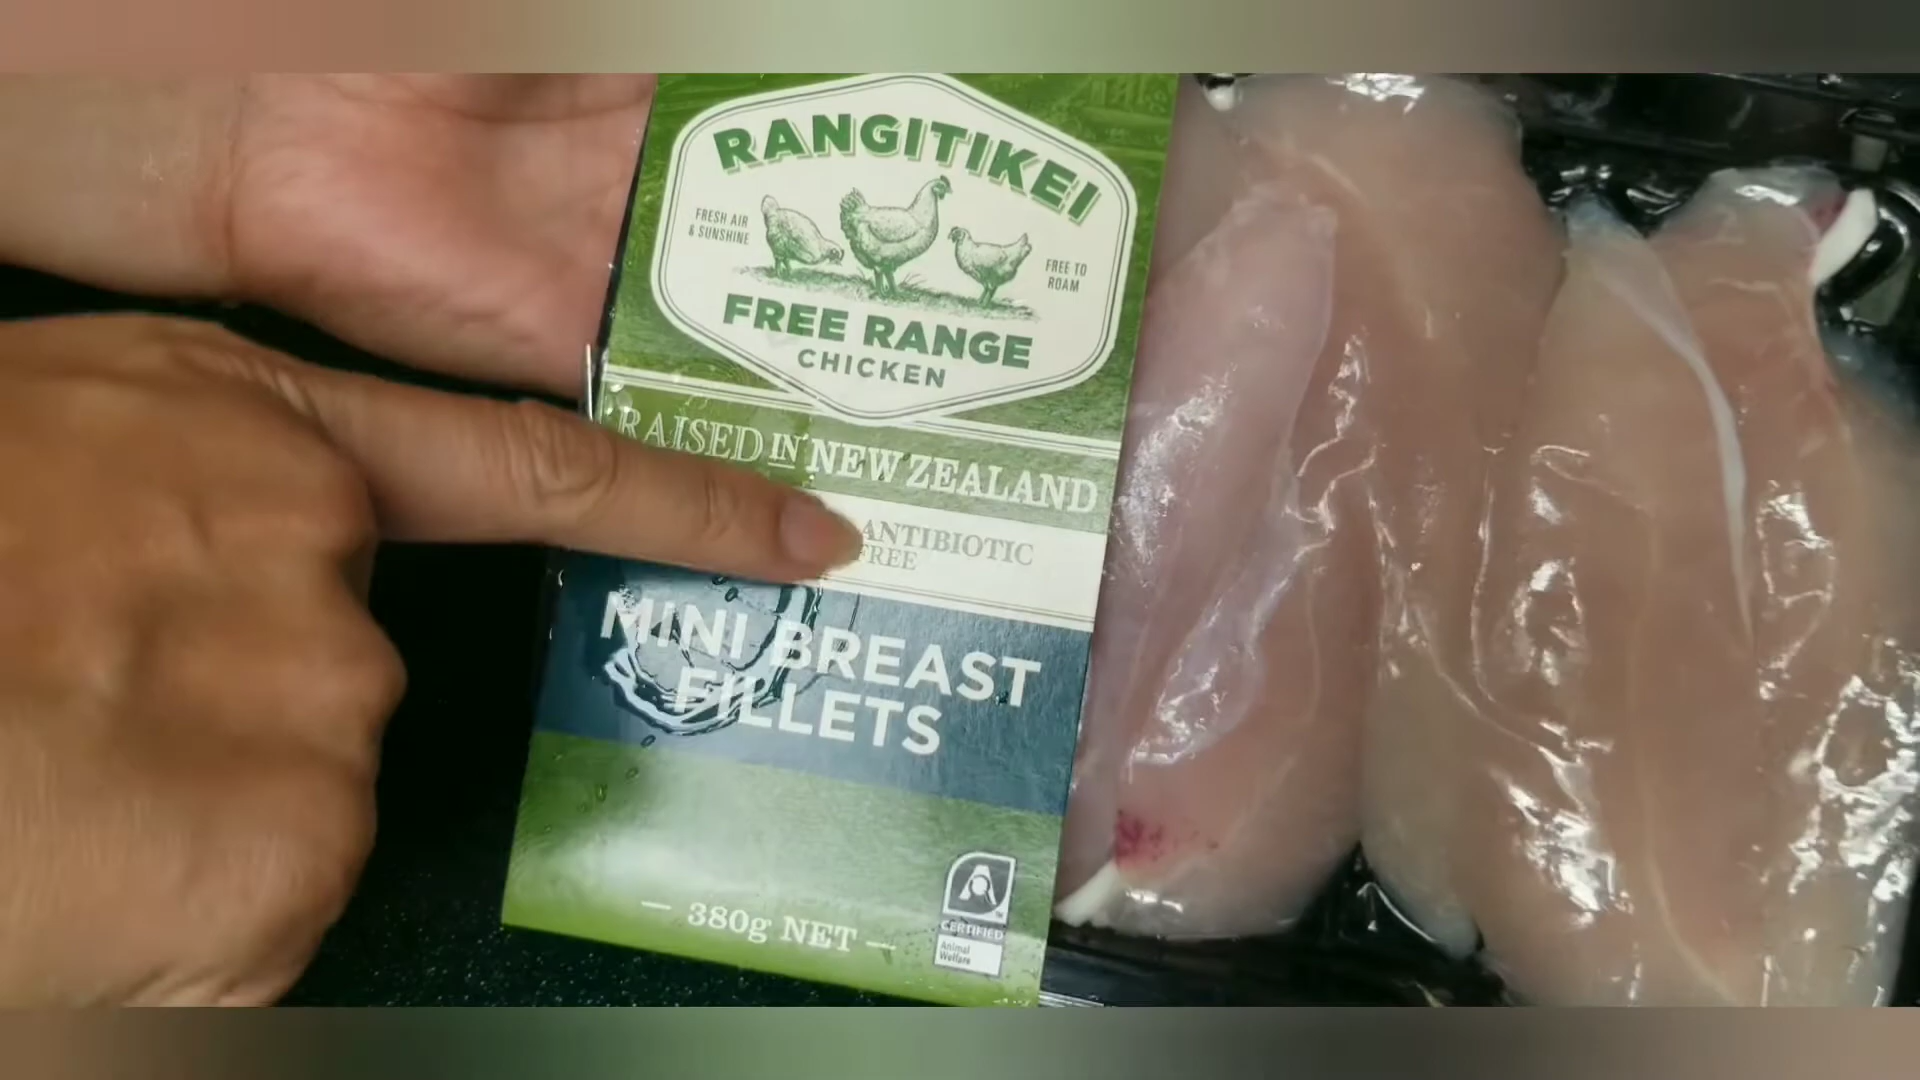 RANGITIKEI
FRESH AIR
& SUNSHINE
FREE TO
ROAM
FREE RANGE
CHICKEN
RAISED IN NEW ZEALAND
ANTIBIOTIC
FREE
MINI BREAST
FILLETS
— 380g NET —
CERTIFIED
Animal
Welfare